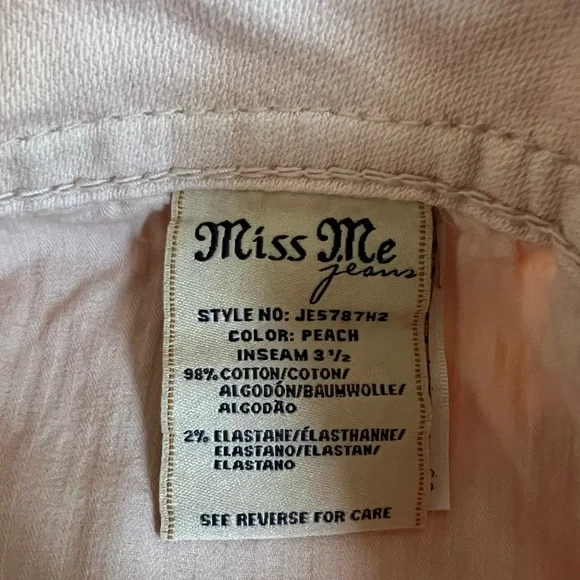 Miss Me
jeans
STYLE NO: JE5787H2
COLOR: PEACH
INSEAM 3 1/2
98% COTTON/COTON/
ALGODÓN/BAUMWOLLE/
ALGODÃO
2% ELASTANE/ÉLASTHANNE/
ELASTANO/ELASTAN/
ELASTANO
SEE REVERSE FOR CARE